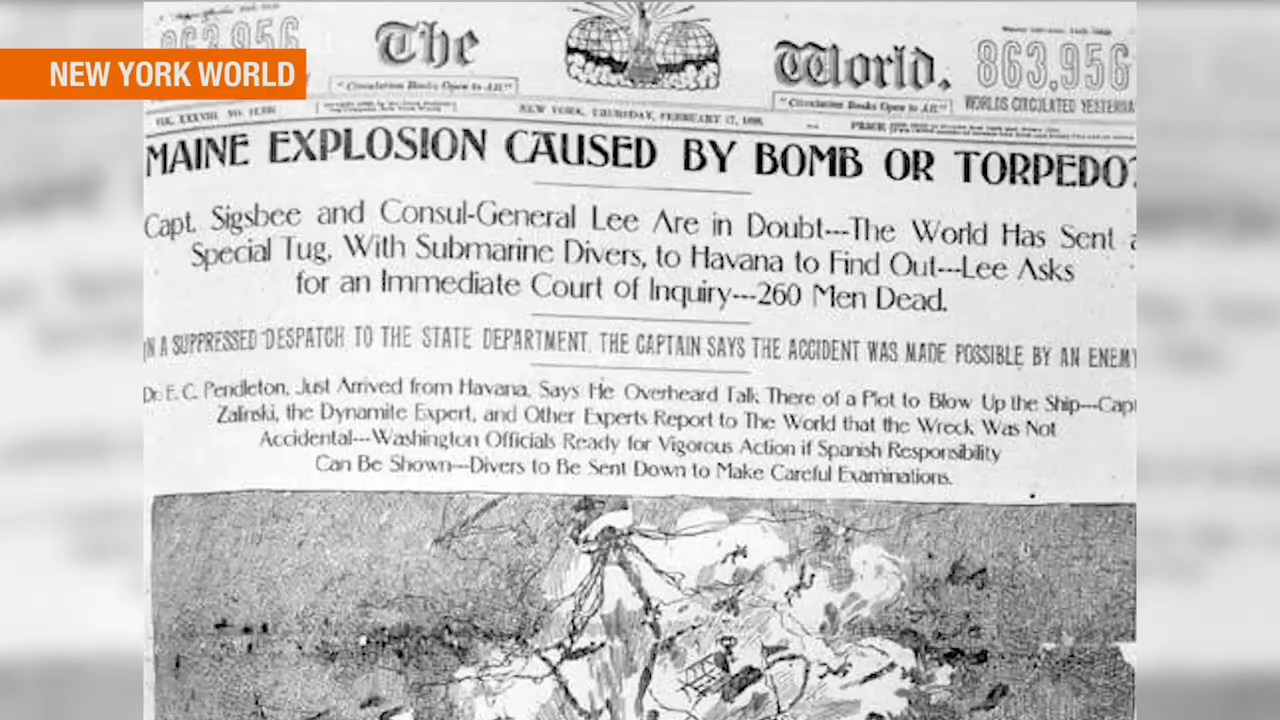 863,956
The
World.
863,956
NEW YORK WORLD
"Circulation Books Open to All"
"Circulation Books Open to All"
WORLDS CIRCULATED YESTERDA
NEW YORK, THURSDAY, FEBRUARY 17, 1898.
PRICE
MAINE EXPLOSION CAUSED BY BOMB OR TORPEDO?
Capt. Sigsbee and Consul-General Lee Are in Doubt---The World Has Sent a
Special Tug, With Submarine Divers, to Havana to Find Out---Lee Asks
for an Immediate Court of Inquiry---260 Men Dead.
IN A SUPPRESSED DESPATCH TO THE STATE DEPARTMENT, THE CAPTAIN SAYS THE ACCIDENT WAS MADE POSSIBLE BY AN ENEMY
Dr. E. C. Pendleton, Just Arrived from Havana, Says He Overheard Talk There of a Plot to Blow Up the Ship---Capt
Zalinski, the Dynamite Expert, and Other Experts Report to The World that the Wreck Was Not
Accidental---Washington Officials Ready for Vigorous Action if Spanish Responsibility
Can Be Shown---Divers to Be Sent Down to Make Careful Examinations.